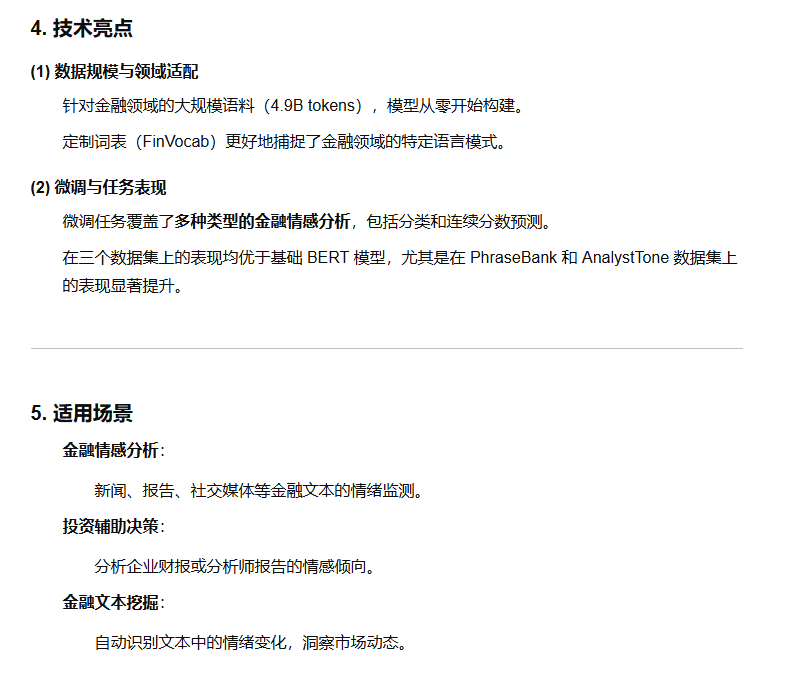 4. 技术亮点
(1) 数据规模与领域适配
针对金融领域的大规模语料（4.9B tokens），模型从零开始构建。
定制词表（FinVocab）更好地捕捉了金融领域的特定语言模式。
(2) 微调与任务表现
微调任务覆盖了多种类型的金融情感分析，包括分类和连续分数预测。
在三个数据集上的表现均优于基础 BERT 模型，尤其是在 PhraseBank 和 AnalystTone 数据集上
的表现显著提升。
5. 适用场景
金融情感分析：
新闻、报告、社交媒体等金融文本的情绪监测。
投资辅助决策：
分析企业财报或分析师报告的情感倾向。
金融文本挖掘：
自动识别文本中的情绪变化，洞察市场动态。